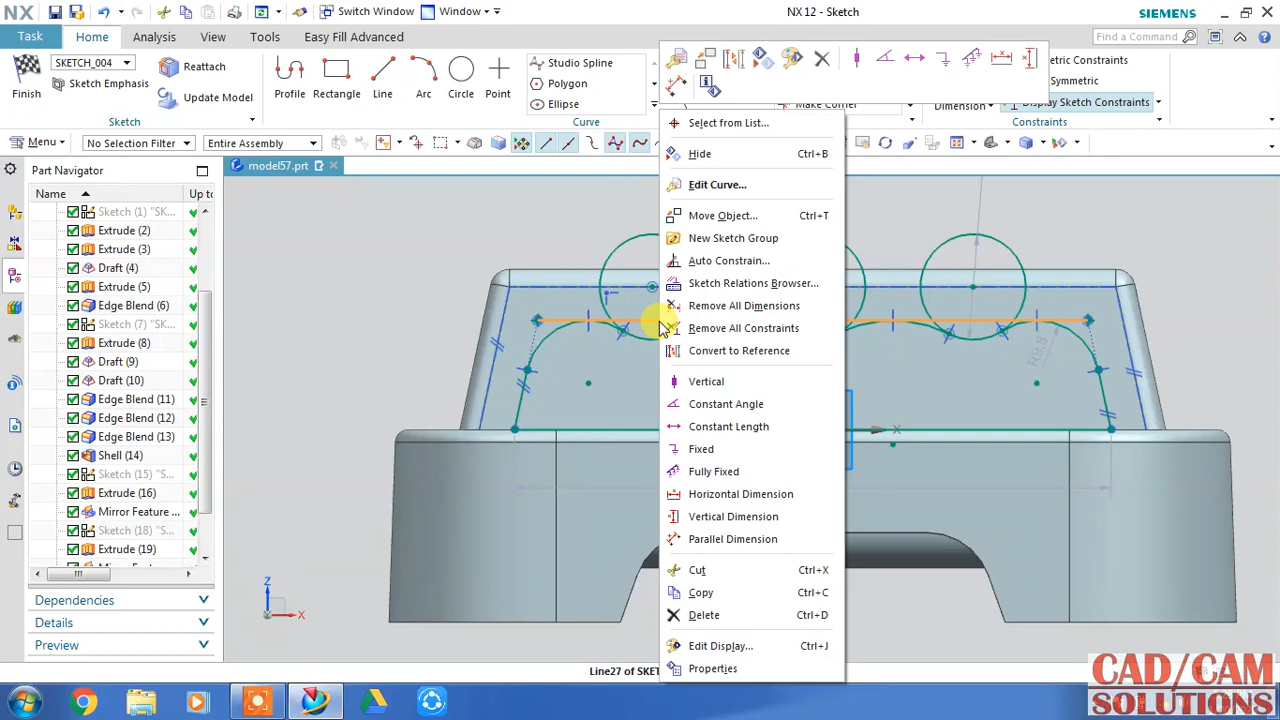 NX
Switch Window
Window
NX 12 - Sketch
SIEMENS
Task
Home
Analysis
View
Tools
Easy Fill Advanced
Find a Command
Finish
SKETCH_004
Sketch Emphasis
Reattach
Update Model
Sketch
Profile
Rectangle
Line
Arc
Circle
Point
Studio Spline
Polygon
Ellipse
Curve
Make Corner
Dimension
metric Constraints
Symmetric
Display Sketch Constraints
Constraints
Menu
No Selection Filter
Entire Assembly
Part Navigator
model57.prt
Name
Up to
Sketch (1) "SK...
Extrude (2)
Extrude (3)
Draft (4)
Extrude (5)
Edge Blend (6)
Sketch (7) "SK...
Extrude (8)
Draft (9)
Draft (10)
Edge Blend (11)
Edge Blend (12)
Edge Blend (13)
Shell (14)
Sketch (15) "S...
Extrude (16)
Mirror Feature ...
Sketch (18) "S...
Extrude (19)
Dependencies
Details
Preview
Select from List...
Hide Ctrl+B
Edit Curve...
Move Object... Ctrl+T
New Sketch Group
Auto Constrain...
Sketch Relations Browser...
Remove All Dimensions
Remove All Constraints
Convert to Reference
Vertical
Constant Angle
Constant Length
Fixed
Fully Fixed
Horizontal Dimension
Vertical Dimension
Parallel Dimension
Cut Ctrl+X
Copy Ctrl+C
Delete Ctrl+D
Edit Display... Ctrl+J
Properties
R9.8
X
Z
X
Line27 of SKET
CAD/CAM
SOLUTIONS